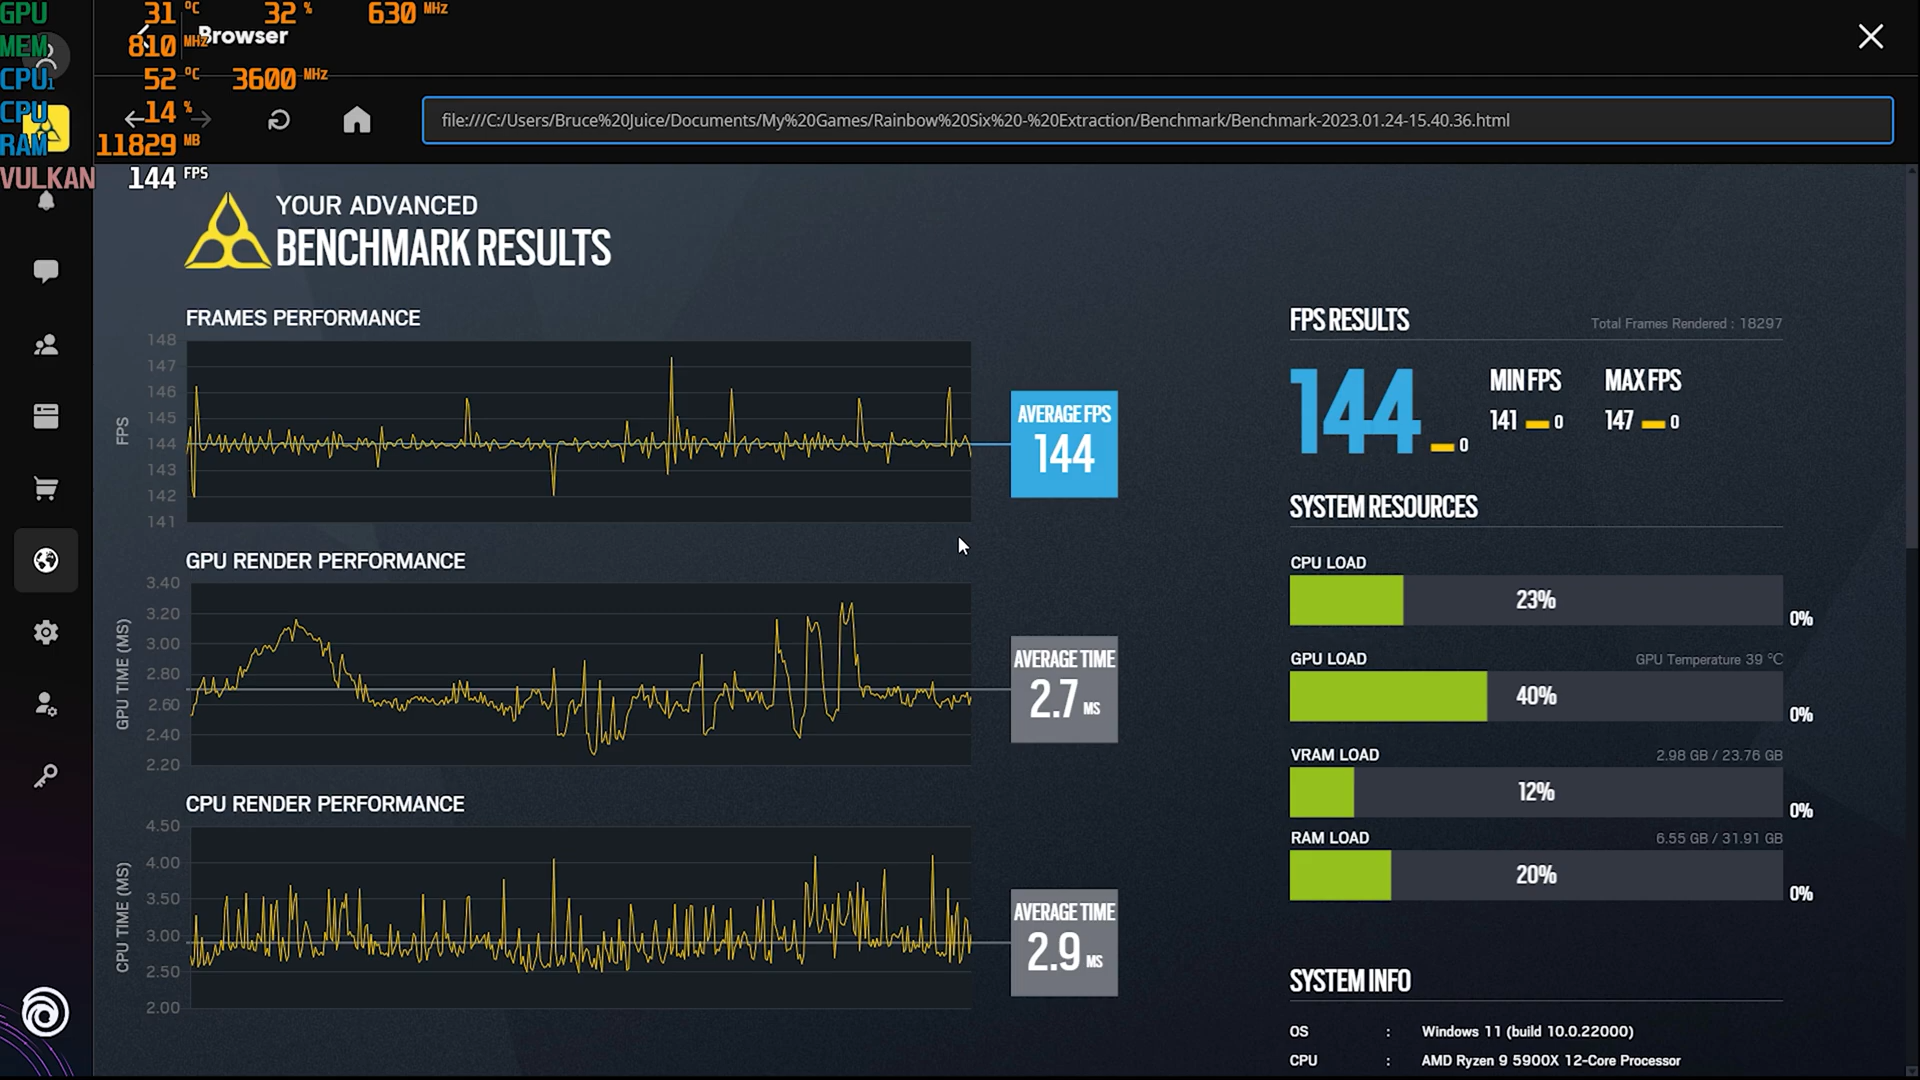 GPU 31 °C 32 % 630 MHz
MEM 810 MHz
Browser
CPU1 52 °C 3600 MHz
CPU 14 %
RAM 11829 MB
VULKAN 144 FPS
file:///C:/Users/Bruce%20Juice/Documents/My%20Games/Rainbow%20Six%20-%20Extraction/Benchmark/Benchmark-2023.01.24-15.40.36.html
YOUR ADVANCED
BENCHMARK RESULTS
FRAMES PERFORMANCE
148
147
146
145
144
143
142
141
FPS
AVERAGE FPS
144
GPU RENDER PERFORMANCE
3.40
3.20
3.00
2.80
2.60
2.40
2.20
GPU TIME (MS)
AVERAGE TIME
2.7 MS
CPU RENDER PERFORMANCE
4.50
4.00
3.50
3.00
2.50
2.00
CPU TIME (MS)
AVERAGE TIME
2.9 MS
FPS RESULTS
Total Frames Rendered : 18297
144 0
MIN FPS
141 0
MAX FPS
147 0
SYSTEM RESOURCES
CPU LOAD
23%
0%
GPU LOAD
GPU Temperature 39 °C
40%
0%
VRAM LOAD
2.98 GB / 23.76 GB
12%
0%
RAM LOAD
6.55 GB / 31.91 GB
20%
0%
SYSTEM INFO
OS : Windows 11 (build 10.0.22000)
CPU : AMD Ryzen 9 5900X 12-Core Processor